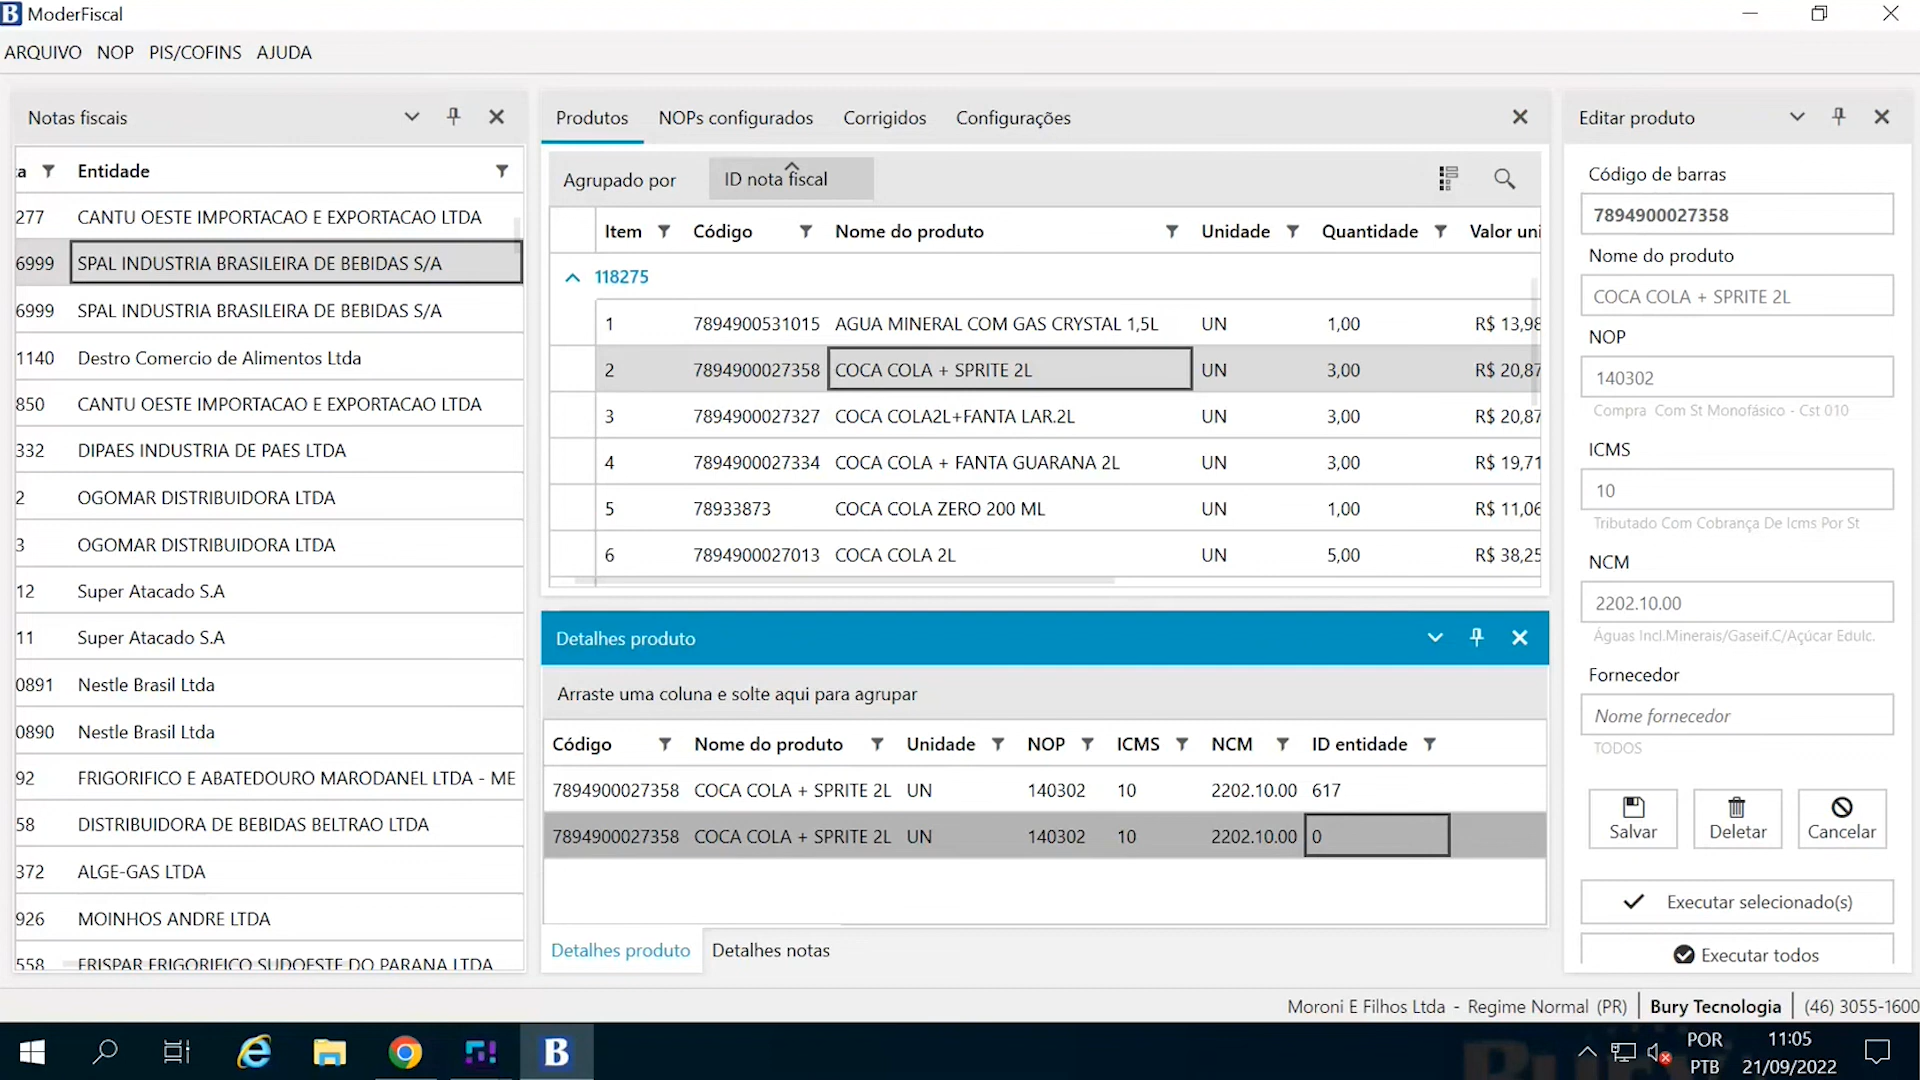 B ModerFiscal
ARQUIVO NOP PIS/COFINS AJUDA
Notas fiscais
a Entidade
277 CANTU OESTE IMPORTACAO E EXPORTACAO LTDA
6999 SPAL INDUSTRIA BRASILEIRA DE BEBIDAS S/A
6999 SPAL INDUSTRIA BRASILEIRA DE BEBIDAS S/A
1140 Destro Comercio de Alimentos Ltda
850 CANTU OESTE IMPORTACAO E EXPORTACAO LTDA
332 DIPAES INDUSTRIA DE PAES LTDA
2 OGOMAR DISTRIBUIDORA LTDA
3 OGOMAR DISTRIBUIDORA LTDA
12 Super Atacado S.A
11 Super Atacado S.A
0891 Nestle Brasil Ltda
0890 Nestle Brasil Ltda
92 FRIGORIFICO E ABATEDOURO MARODANEL LTDA - ME
58 DISTRIBUIDORA DE BEBIDAS BELTRAO LTDA
372 ALGE-GAS LTDA
926 MOINHOS ANDRE LTDA
558 FRISPAR FRIGORIFICO SUDOESTE DO PARANA LTDA
Produtos NOPs configurados Corrigidos Configurações
Agrupado por ID nota fiscal
Item Código Nome do produto Unidade Quantidade Valor uni
118275
1 7894900531015 AGUA MINERAL COM GAS CRYSTAL 1,5L UN 1,00 R$ 13,98
2 7894900027358 COCA COLA + SPRITE 2L UN 3,00 R$ 20,87
3 7894900027327 COCA COLA2L+FANTA LAR.2L UN 3,00 R$ 20,87
4 7894900027334 COCA COLA + FANTA GUARANA 2L UN 3,00 R$ 19,71
5 78933873 COCA COLA ZERO 200 ML UN 1,00 R$ 11,06
6 7894900027013 COCA COLA 2L UN 5,00 R$ 38,25
Detalhes produto
Arraste uma coluna e solte aqui para agrupar
Código Nome do produto Unidade NOP ICMS NCM ID entidade
7894900027358 COCA COLA + SPRITE 2L UN 140302 10 2202.10.00 617
7894900027358 COCA COLA + SPRITE 2L UN 140302 10 2202.10.00 0
Detalhes produto Detalhes notas
Editar produto
Código de barras
7894900027358
Nome do produto
COCA COLA + SPRITE 2L
NOP
140302
Compra Com St Monofásico - Cst 010
ICMS
10
Tributado Com Cobrança De Icms Por St
NCM
2202.10.00
Águas Incl.Minerais/Gaseif.C/Açúcar Edulc.
Fornecedor
Nome fornecedor
TODOS
Salvar Deletar Cancelar
Executar selecionado(s)
Executar todos
Moroni E Filhos Ltda - Regime Normal (PR) Bury Tecnologia (46) 3055-1600
B
POR
PTB
11:05
21/09/2022